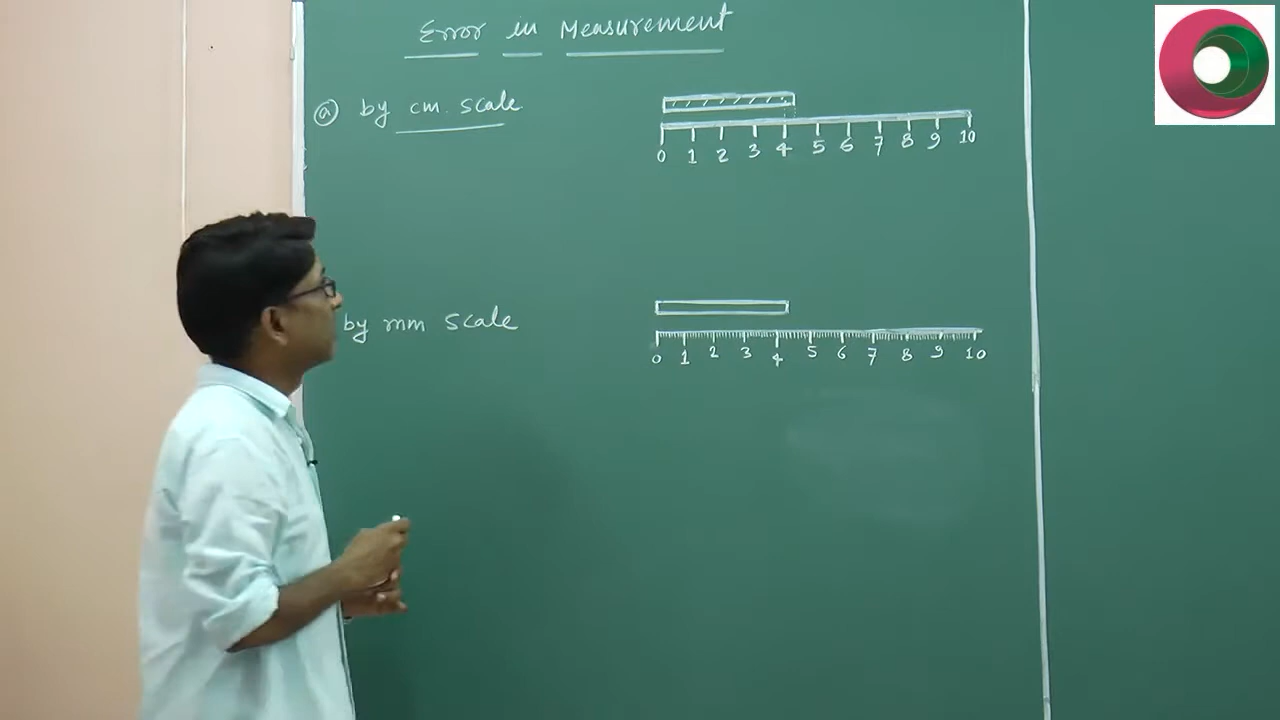 Error in Measurement
(a) by cm. scale
0 1 2 3 4 5 6 7 8 9 10
by mm scale
0 1 2 3 4 5 6 7 8 9 10